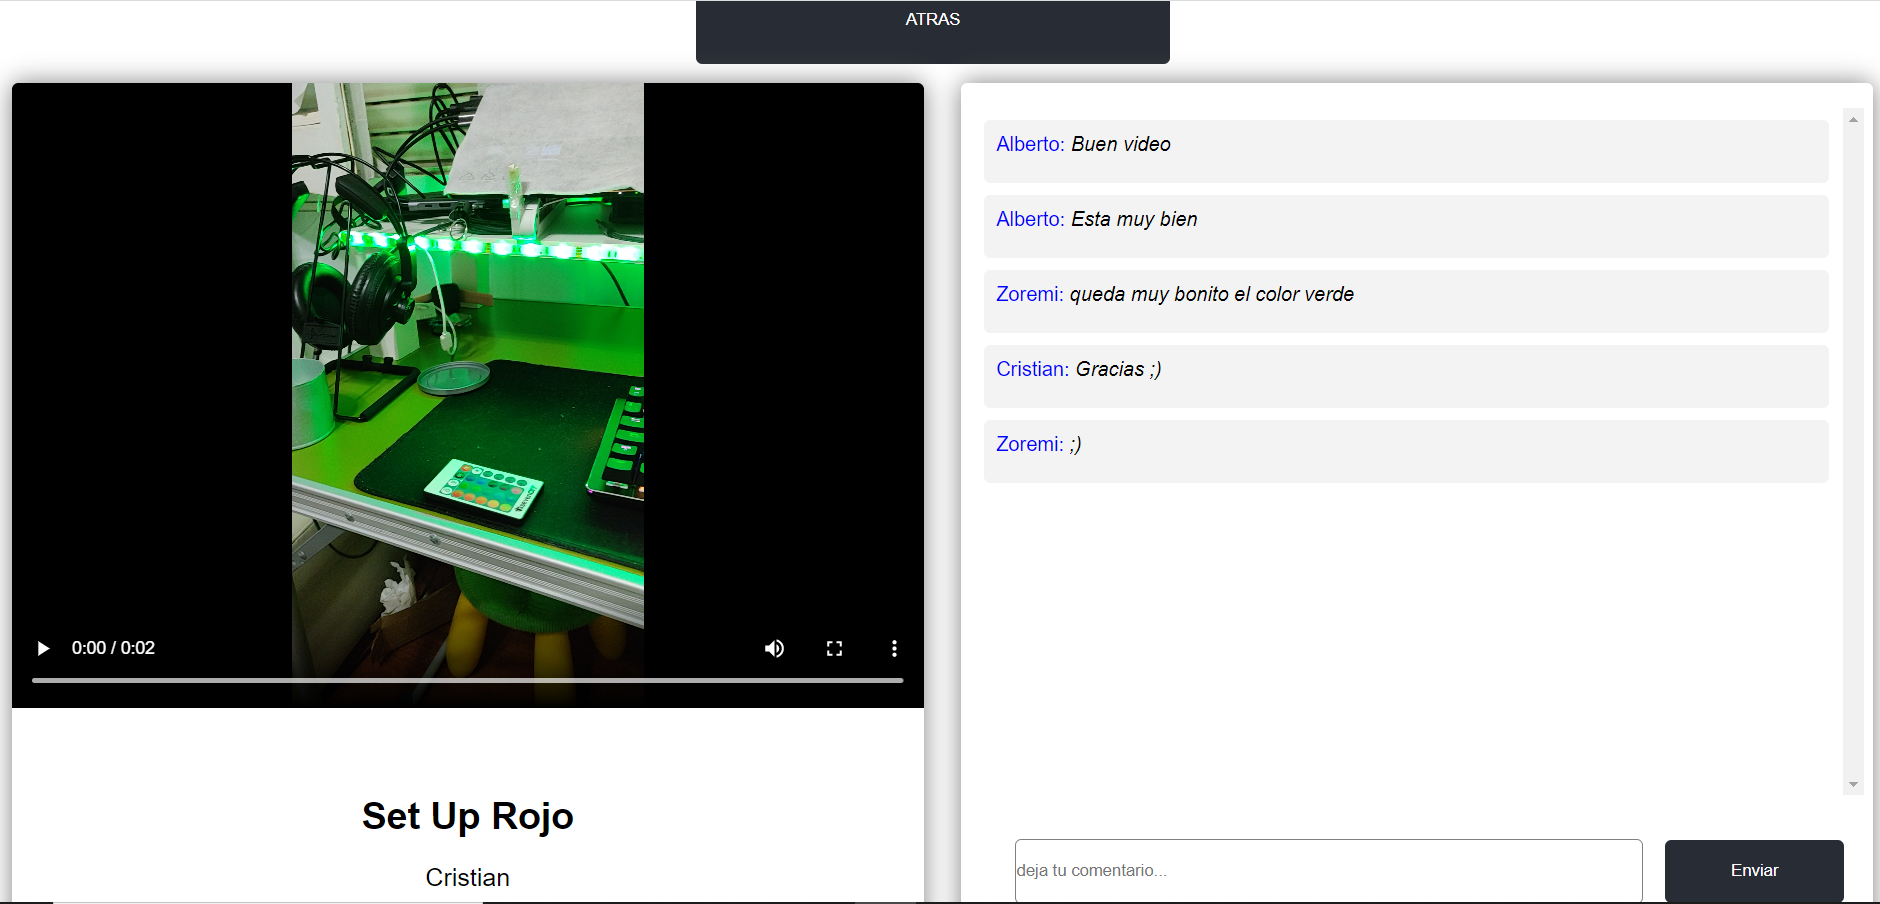 ATRAS
0:00 / 0:02
Set Up Rojo
Cristian
Alberto: Buen video
Alberto: Esta muy bien
Zoremi: queda muy bonito el color verde
Cristian: Gracias ;)
Zoremi: ;)
deja tu comentario...
Enviar